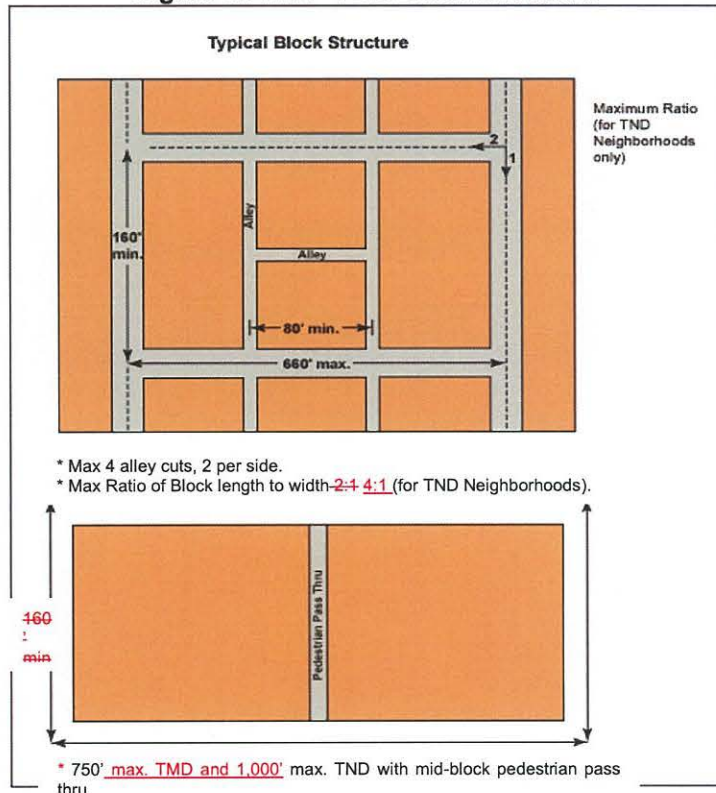 Typical Block Structure
Maximum Ratio
(for TND
Neighborhoods
only)
2
1
Alley
160'
min.
Alley
80' min.
660' max.
* Max 4 alley cuts, 2 per side.
* Max Ratio of Block length to width 2:1 4:1 (for TND Neighborhoods).
Pedestrian Pass Thru
160
'
min
* 750' max. TMD and 1,000' max. TND with mid-block pedestrian pass
thru